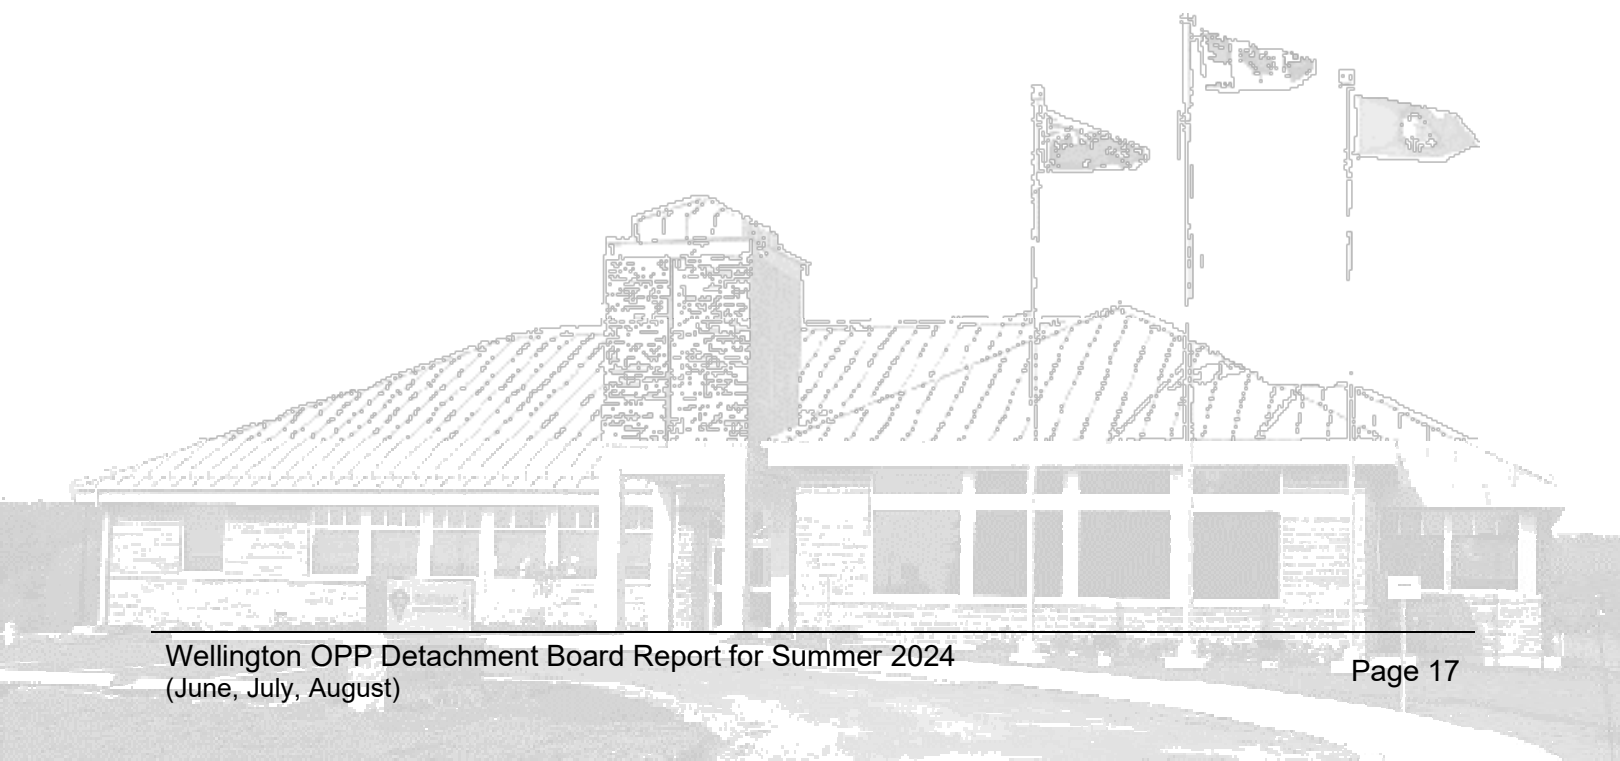 Wellington OPP Detachment Board Report for Summer 2024
(June, July, August)
Page 17